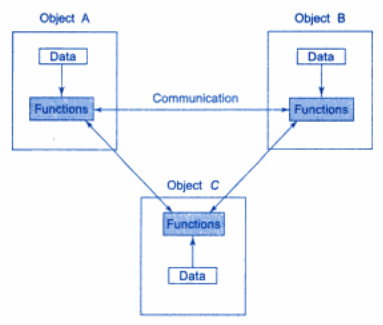 Object A
Object B
Data
Data
Functions
Communication
Functions
Object C
Functions
Data